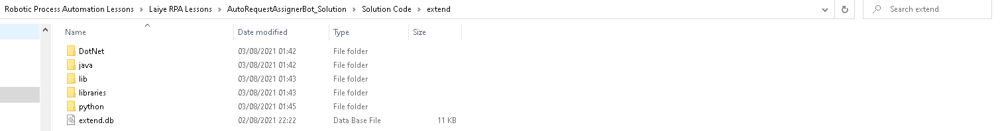 Robotic Process Automation Lessons > Laiye RPA Lessons > AutoRequestAssignerBot_Solution > Solution Code > extend Search extend
Name Date modified Type Size
DotNet 03/08/2021 01:42 File folder
java 03/08/2021 01:42 File folder
lib 03/08/2021 01:43 File folder
libraries 03/08/2021 01:43 File folder
python 03/08/2021 01:45 File folder
extend.db 02/08/2021 22:22 Data Base File 11 KB